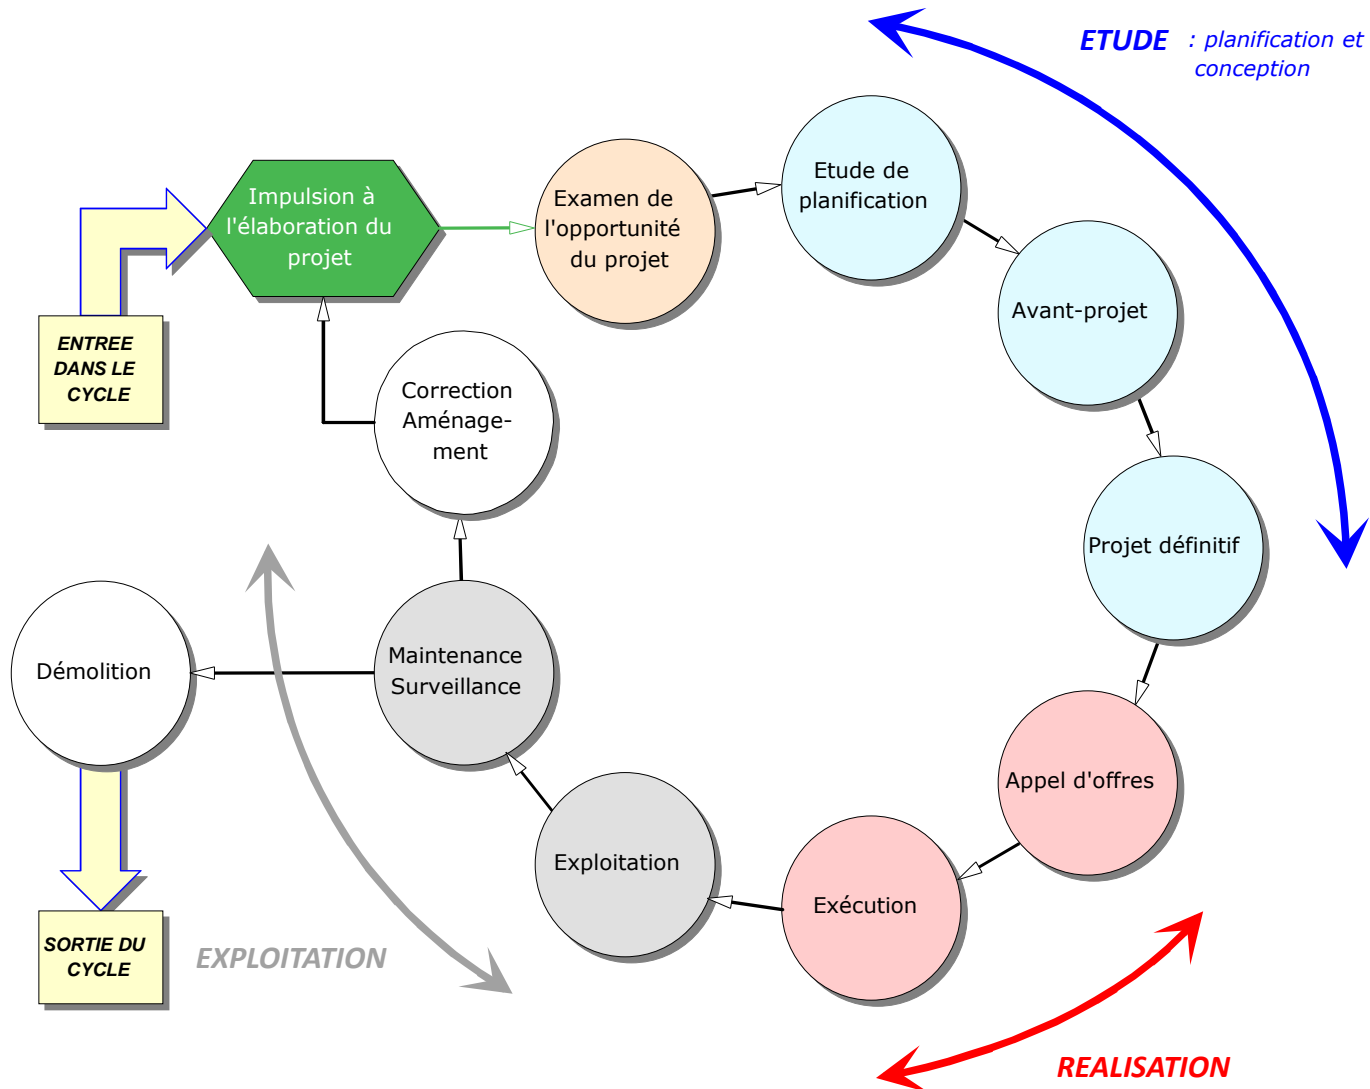 ETUDE : planification et
conception
Etude de
planification
Impulsion à
l'élaboration du
projet
Examen de
l'opportunité
du projet
Avant-projet
ENTREE
DANS LE
CYCLE
Correction
Aménage-
ment
Projet définitif
Maintenance
Surveillance
Démolition
Appel d'offres
Exploitation
Exécution
SORTIE DU
CYCLE
EXPLOITATION
REALISATION